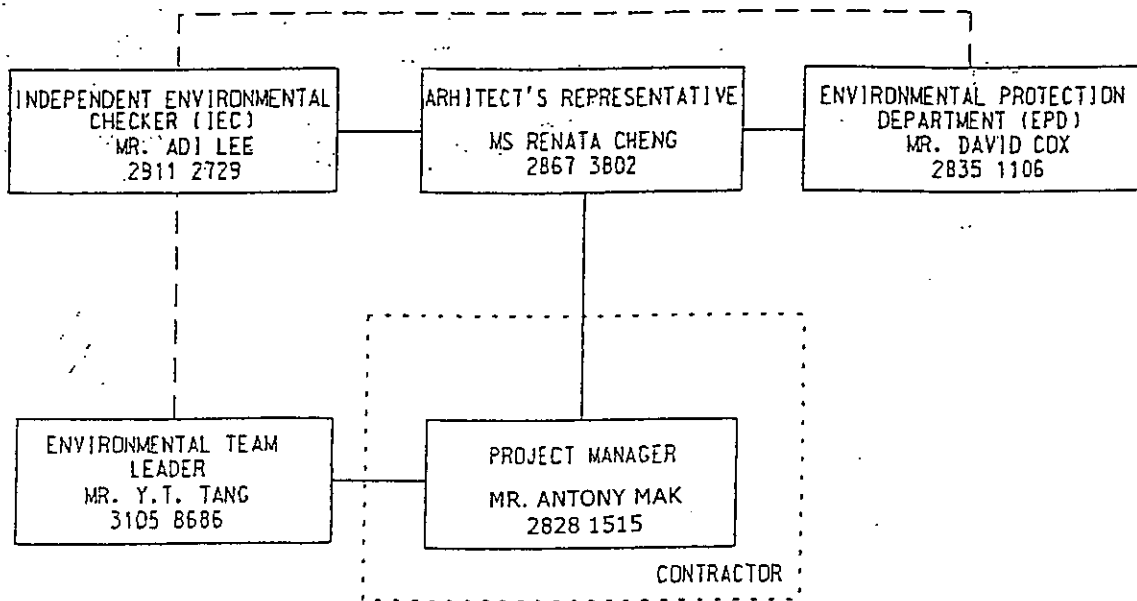 INDEPENDENT ENVIRONMENTAL
CHECKER (IEC)
MR. ADI LEE
2911 2729
ARHITECT'S REPRESENTATIVE
MS RENATA CHENG
2867 3802
ENVIRONMENTAL PROTECTION
DEPARTMENT (EPD)
MR. DAVID COX
2835 1106
ENVIRONMENTAL TEAM
LEADER
MR. Y.T. TANG
3105 8686
PROJECT MANAGER
MR. ANTONY MAK
2828 1515
CONTRACTOR